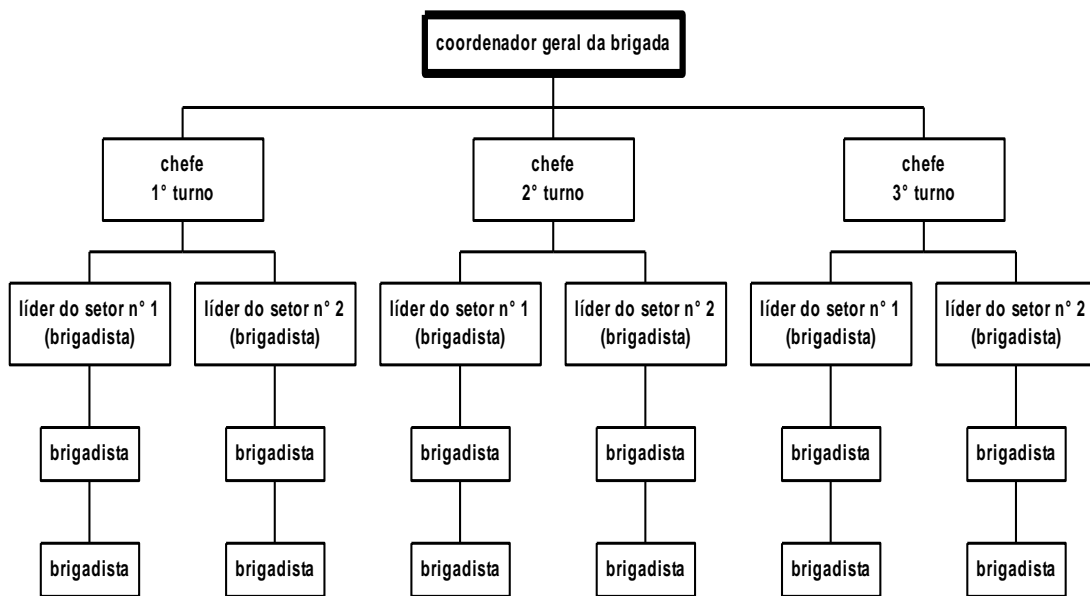 coordenador geral da brigada
chefe
1° turno
chefe
2° turno
chefe
3° turno
líder do setor n° 1
(brigadista)
líder do setor n° 2
(brigadista)
líder do setor n° 1
(brigadista)
líder do setor n° 2
(brigadista)
líder do setor n° 1
(brigadista)
líder do setor n° 2
(brigadista)
brigadista
brigadista
brigadista
brigadista
brigadista
brigadista
brigadista
brigadista
brigadista
brigadista
brigadista
brigadista